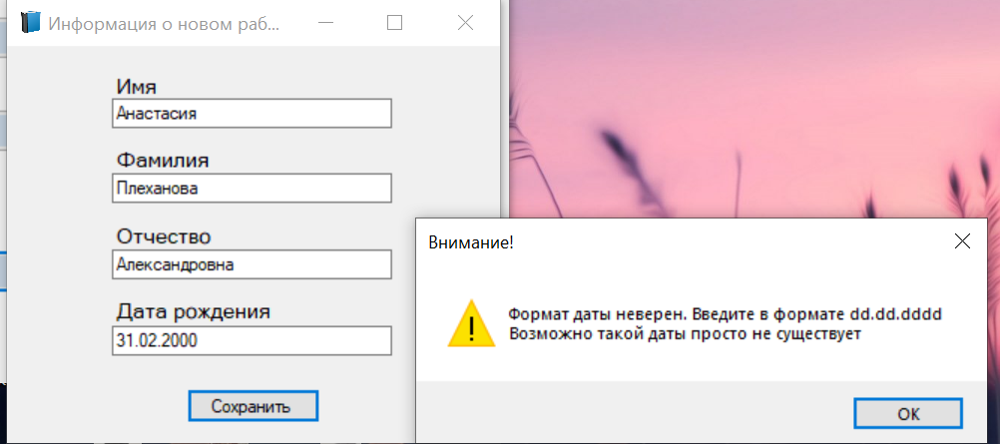 Информация о новом раб...
Имя
Анастасия
Фамилия
Плеханова
Отчество
Александровна
Дата рождения
31.02.2000
Сохранить
Внимание!
Формат даты неверен. Введите в формате dd.dd.dddd
Возможно такой даты просто не существует
ОК